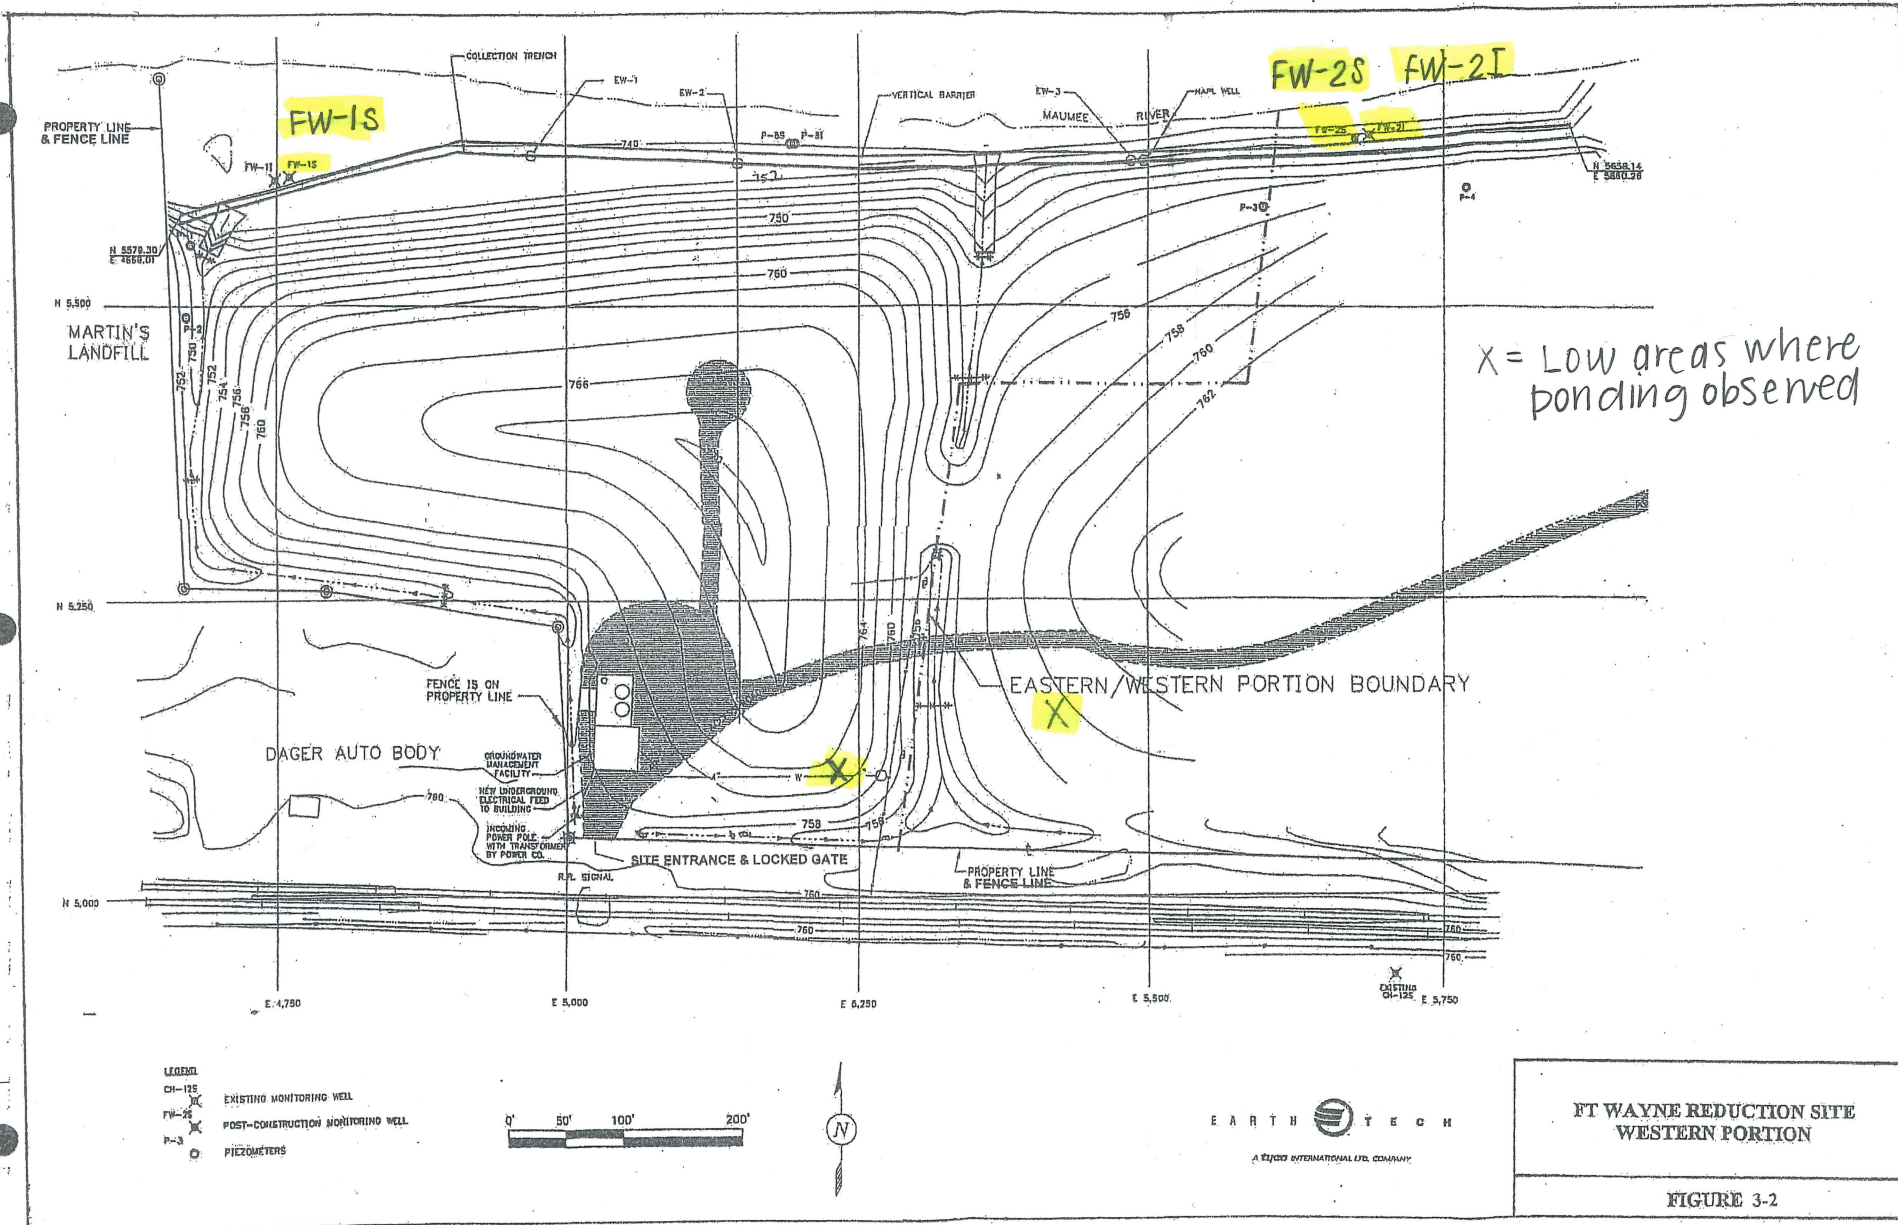 COLLECTION TRENCH
EW-1
EW-2
VERTICAL BARRIER
EW-3
NAPL WELL
FW-2S FW-2I
FW-1S
PROPERTY LINE
& FENCE LINE
MAUMEE RIVER
P-8S P-8I
740
FW-2S FW-2I
FW-1I FW-1S
N 5658.14
E 5860.28
P-4
P-3
750
N 5579.30
E 4659.01
760
N 5,500
756
MARTIN'S
LANDFILL
P-2
758
760
762
X = Low areas where
ponding observed
750
752
752
754
756
758
760
766
N 5,250
764
760
756
FENCE IS ON
PROPERTY LINE
EASTERN/WESTERN PORTION BOUNDARY
X
DAGER AUTO BODY
GROUNDWATER
MANAGEMENT
FACILITY
X
W
NEW UNDERGROUND
ELECTRICAL FEED
TO BUILDING
760
INCOMING
POWER POLE
WITH TRANSFORMER
BY POWER CO.
758
756
SITE ENTRANCE & LOCKED GATE
PROPERTY LINE
& FENCE LINE
R.R. SIGNAL
760
N 5,000
760
760
760
EXISTING
CH-125
E 4,750
E 5,000
E 5,250
E 5,500
E 5,750
LEGEND
CH-125
EXISTING MONITORING WELL
FW-2S
POST-CONSTRUCTION MONITORING WELL
P-3
PIEZOMETERS
0' 50' 100' 200'
N
EARTH TECH
A tyco INTERNATIONAL LTD. COMPANY
FT WAYNE REDUCTION SITE
WESTERN PORTION
FIGURE 3-2